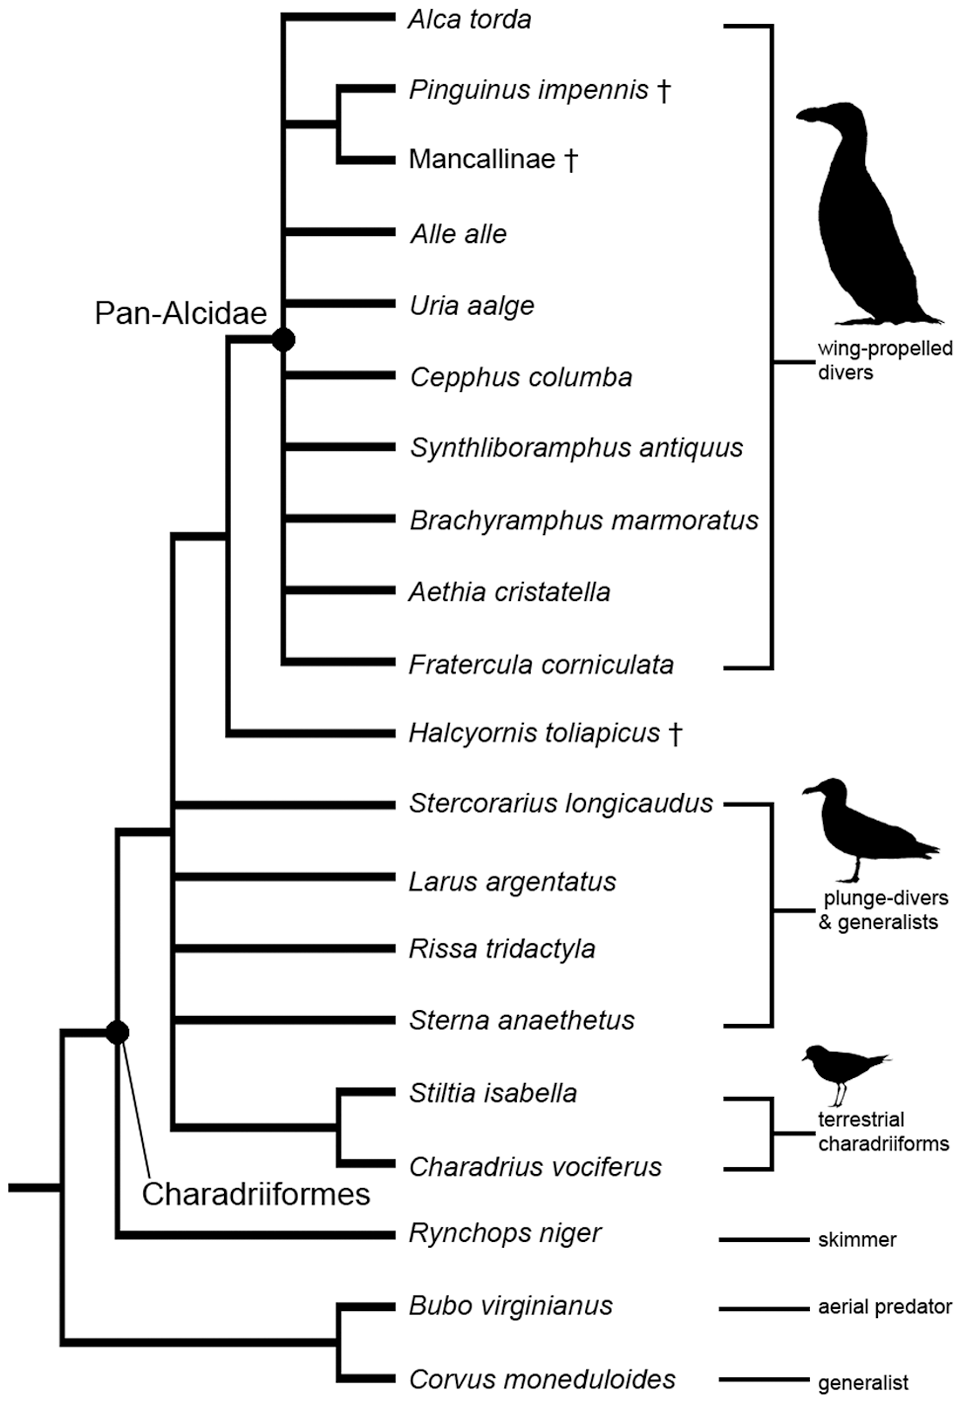 Alca torda
Pinguinus impennis †
Mancallinae †
Alle alle
Uria aalge
Pan-Alcidae
wing-propelled
divers
Cepphus columba
Synthliboramphus antiquus
Brachyramphus marmoratus
Aethia cristatella
Fratercula corniculata
Halcyornis toliapicus †
Stercorarius longicaudus
Larus argentatus
plunge-divers
& generalists
Rissa tridactyla
Sterna anaethetus
Stiltia isabella
terrestrial
charadriiforms
Charadrius vociferus
Charadriiformes
Rynchops niger
skimmer
Bubo virginianus
aerial predator
Corvus moneduloides
generalist